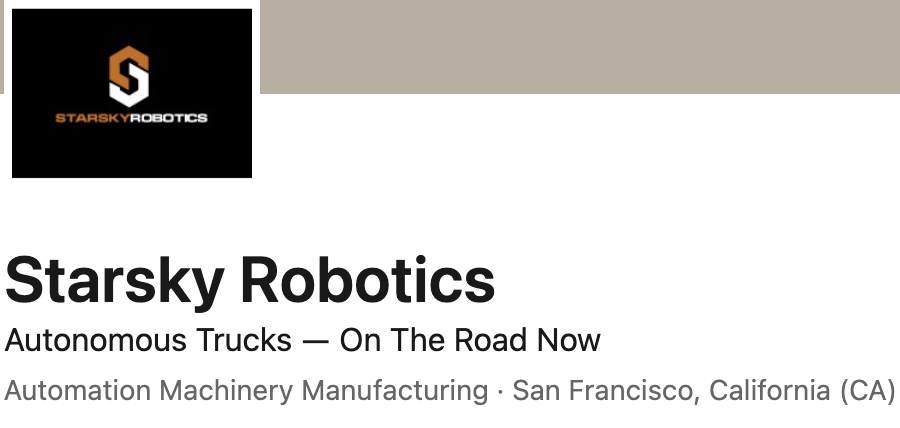 STARSKYROBOTICS
Starsky Robotics
Autonomous Trucks — On The Road Now
Automation Machinery Manufacturing · San Francisco, California (CA)